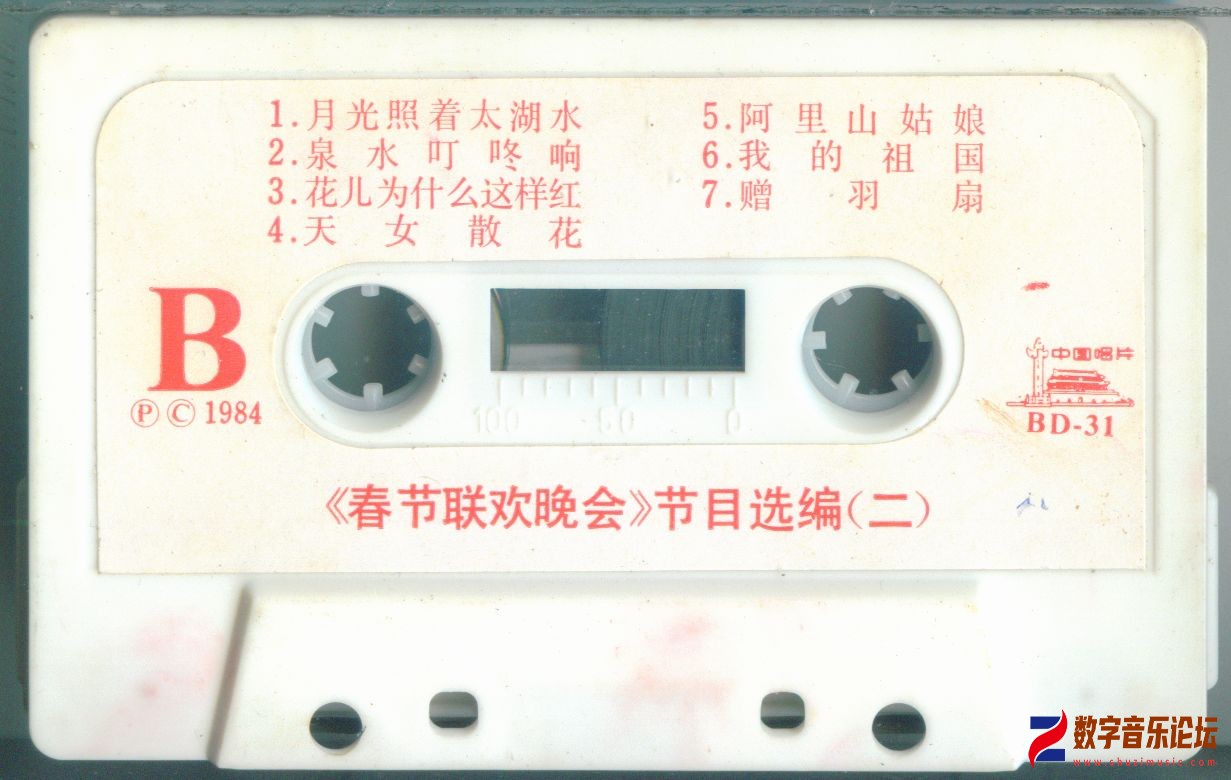 1.月光照着太湖水
2.泉水叮咚响
3.花儿为什么这样红
4.天女散花
5.阿里山姑娘
6.我的祖国
7.赠羽扇
B
Ⓟ Ⓒ 1984
100 50 0
中国唱片
BD-31
《春节联欢晚会》节目选编(二)
数字音乐论坛
www.shuzimusic.com